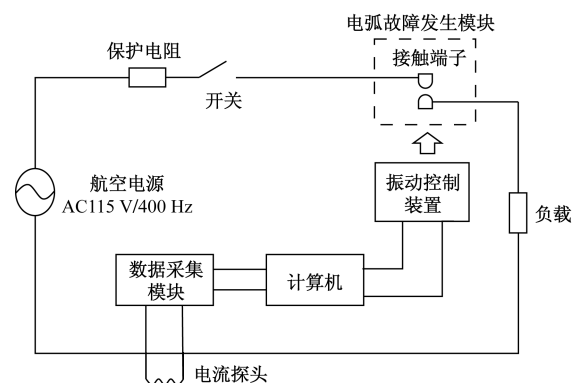 电弧故障发生模块
保护电阻
接触端子
开关
航空电源
AC115 V/400 Hz
振动控制
装置
负载
数据采集
模块
计算机
电流探头